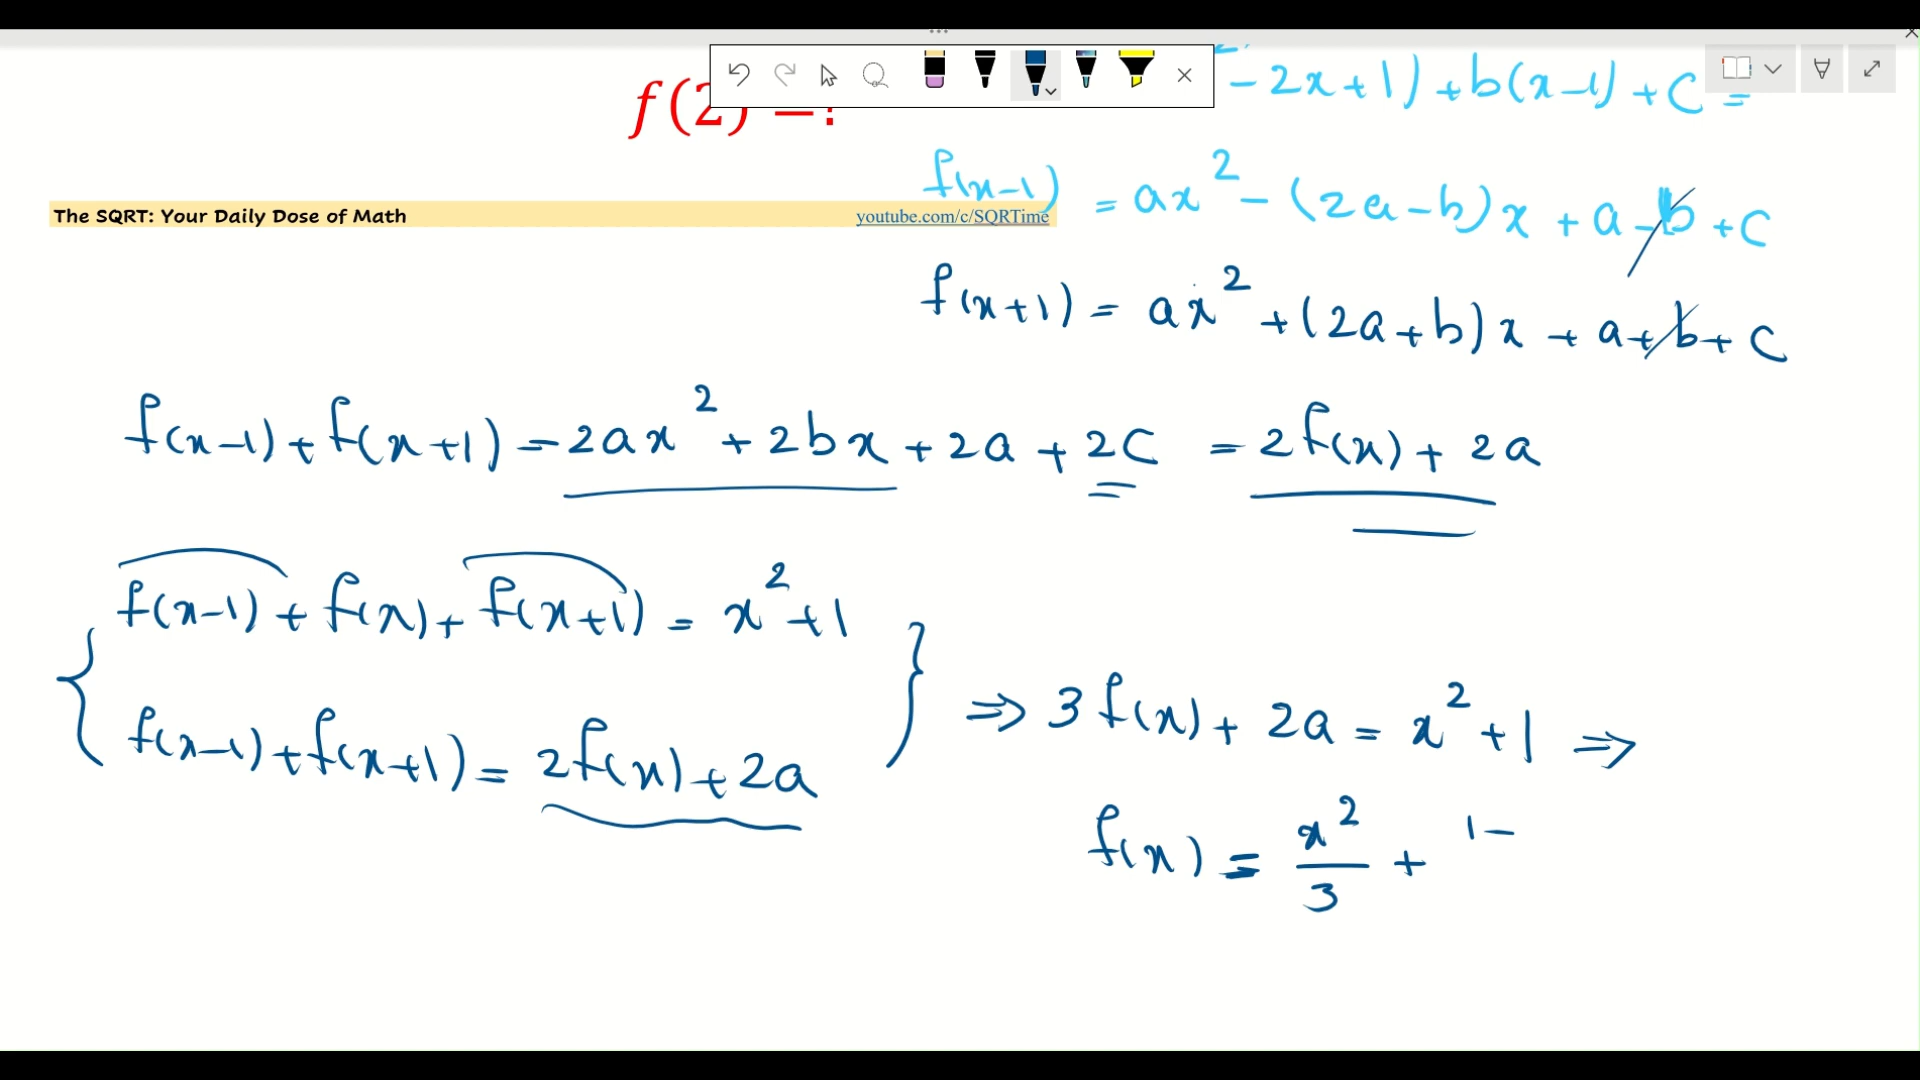 f(2) = ?
- 2x + 1) + b(x-1) + C =
f(x-1) = ax² - (2a-b)x + a - b + C
The SQRT: Your Daily Dose of Math
youtube.com/c/SQRTime
f(x+1) = ax² + (2a+b)x + a + b + C
f(x-1) + f(x+1) = 2ax² + 2bx + 2a + 2C = 2f(x) + 2a
f(x-1) + f(x) + f(x+1) = x² + 1
f(x-1) + f(x+1) = 2f(x) + 2a
⇒ 3f(x) + 2a = x² + 1 ⇒
f(x) = x²/3 + 1-